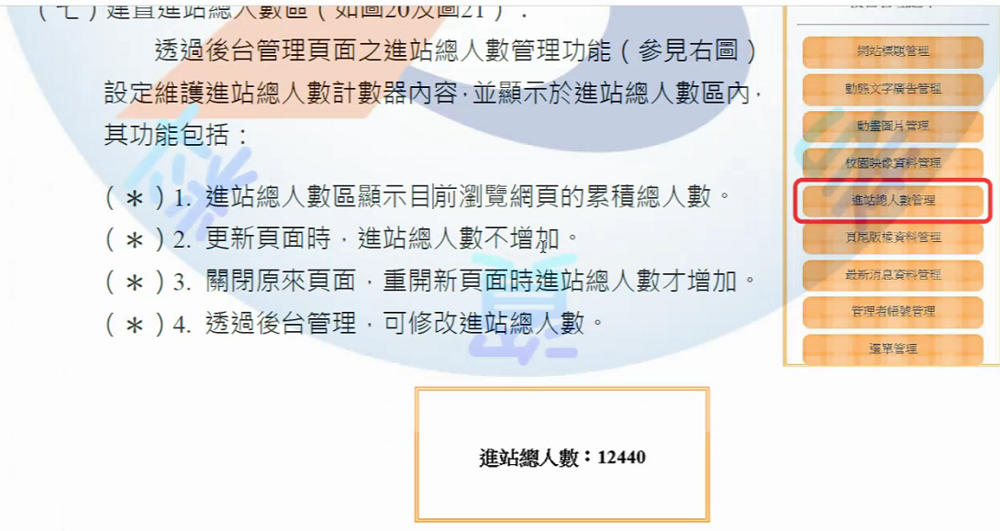 （七）建置進站總人數區（如圖20及圖21）：
透過後台管理頁面之進站總人數管理功能（參見右圖）
設定維護進站總人數計數器內容，並顯示於進站總人數區內，
其功能包括：
（＊）1. 進站總人數區顯示目前瀏覽網頁的累積總人數。
（＊）2. 更新頁面時，進站總人數不增加。
（＊）3. 關閉原來頁面，重開新頁面時進站總人數才增加。
（＊）4. 透過後台管理，可修改進站總人數。
網站標題管理
動態文字廣告管理
動畫圖片管理
校園映像資料管理
進站總人數管理
頁尾版權資料管理
最新消息資料管理
管理者帳號管理
選單管理
進站總人數：12440